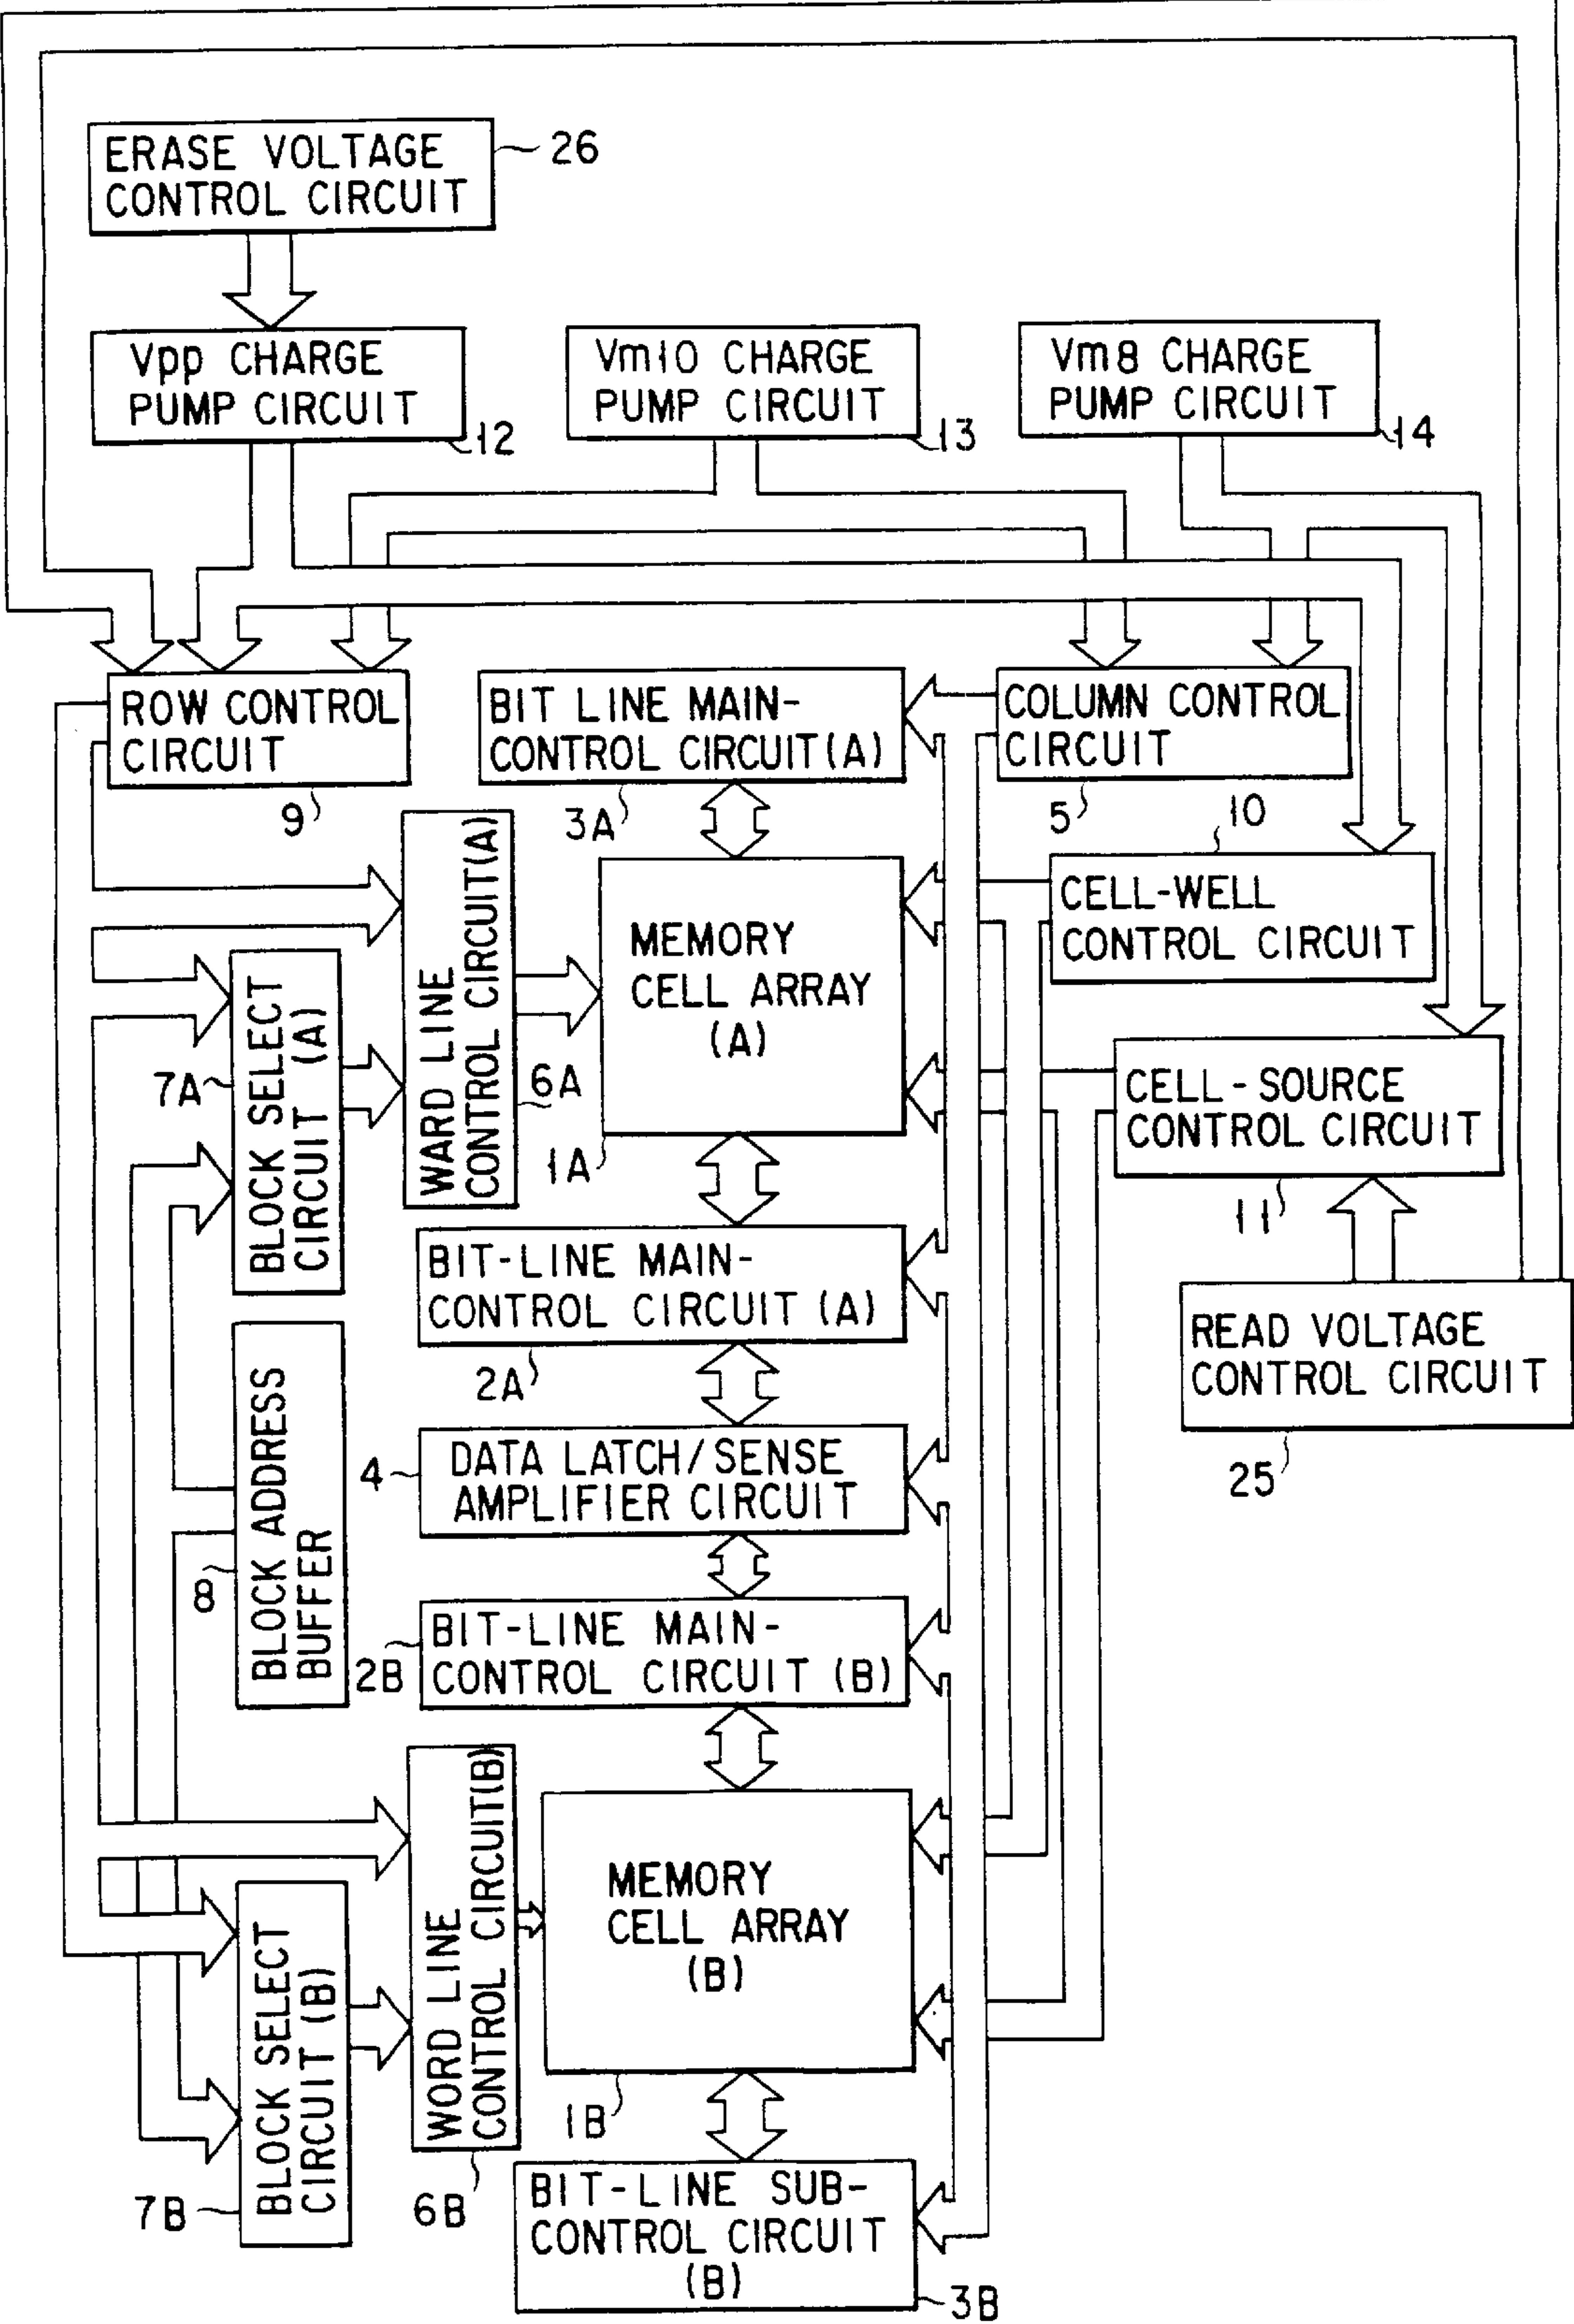 ERASE VOLTAGE
CONTROL CIRCUIT
26
Vpp CHARGE
PUMP CIRCUIT
12
Vm10 CHARGE
PUMP CIRCUIT
13
Vm8 CHARGE
PUMP CIRCUIT
14
ROW CONTROL
CIRCUIT
9
BIT LINE MAIN-
CONTROL CIRCUIT(A)
3A
COLUMN CONTROL
CIRCUIT
5
10
CELL-WELL
CONTROL CIRCUIT
WARD LINE
CONTROL CIRCUIT(A)
6A
MEMORY
CELL ARRAY
(A)
1A
BLOCK SELECT
CIRCUIT (A)
7A
CELL-SOURCE
CONTROL CIRCUIT
11
BIT-LINE MAIN-
CONTROL CIRCUIT (A)
2A
READ VOLTAGE
CONTROL CIRCUIT
25
BLOCK ADDRESS
BUFFER
8
4
DATA LATCH/SENSE
AMPLIFIER CIRCUIT
BIT-LINE MAIN-
CONTROL CIRCUIT (B)
2B
WORD LINE
CONTROL CIRCUIT(B)
6B
MEMORY
CELL ARRAY
(B)
1B
BLOCK SELECT
CIRCUIT (B)
7B
BIT-LINE SUB-
CONTROL CIRCUIT
(B)
3B